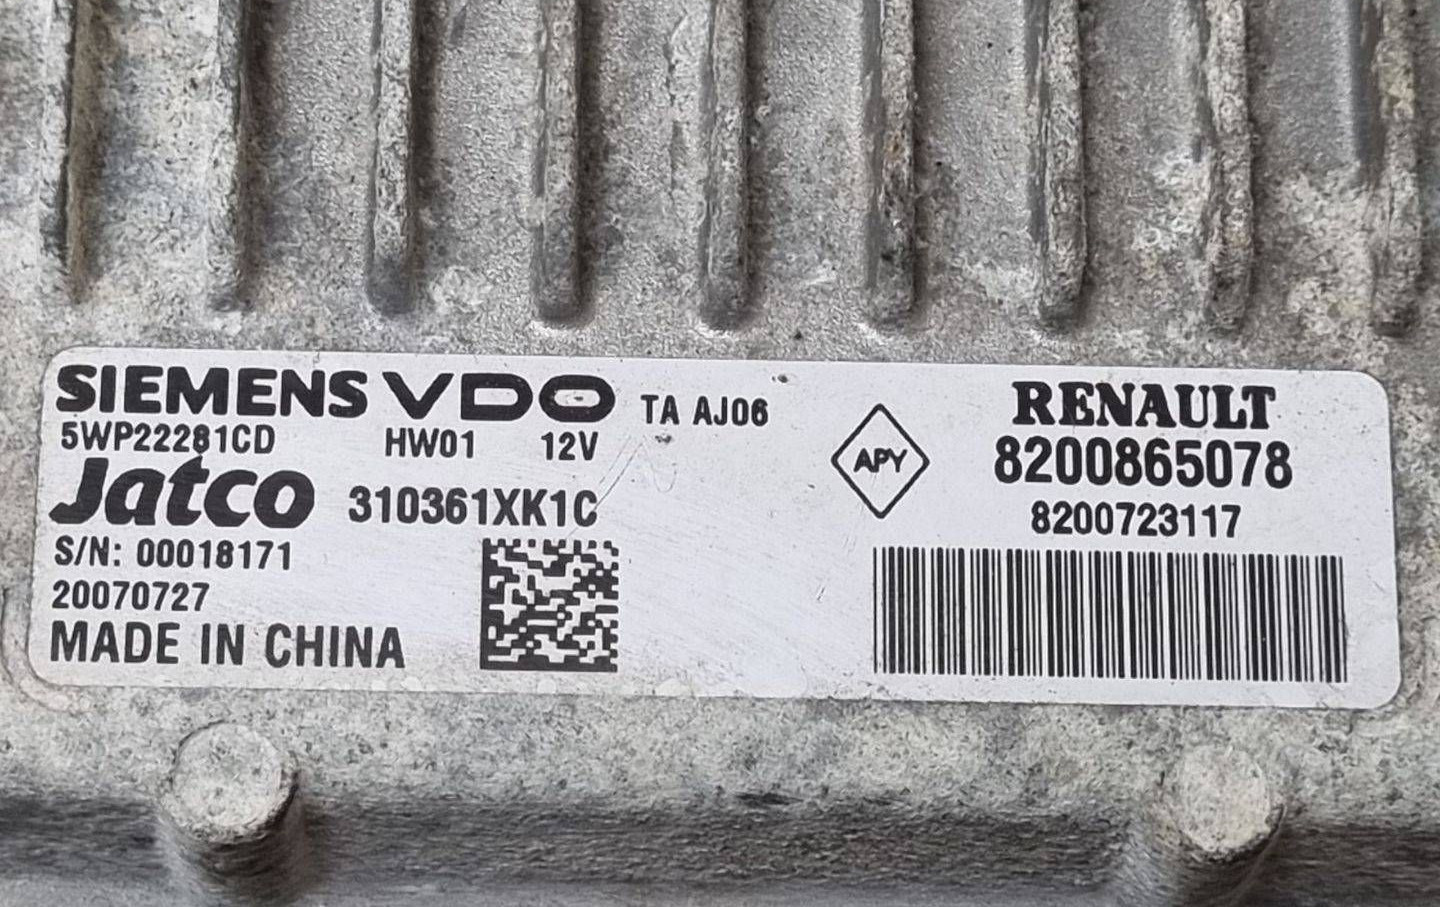 SIEMENS VDO TA AJ06
5WP22281CD HW01 12V
Jatco 310361XK1C
S/N: 00018171
20070727
MADE IN CHINA
APY
RENAULT
8200865078
8200723117